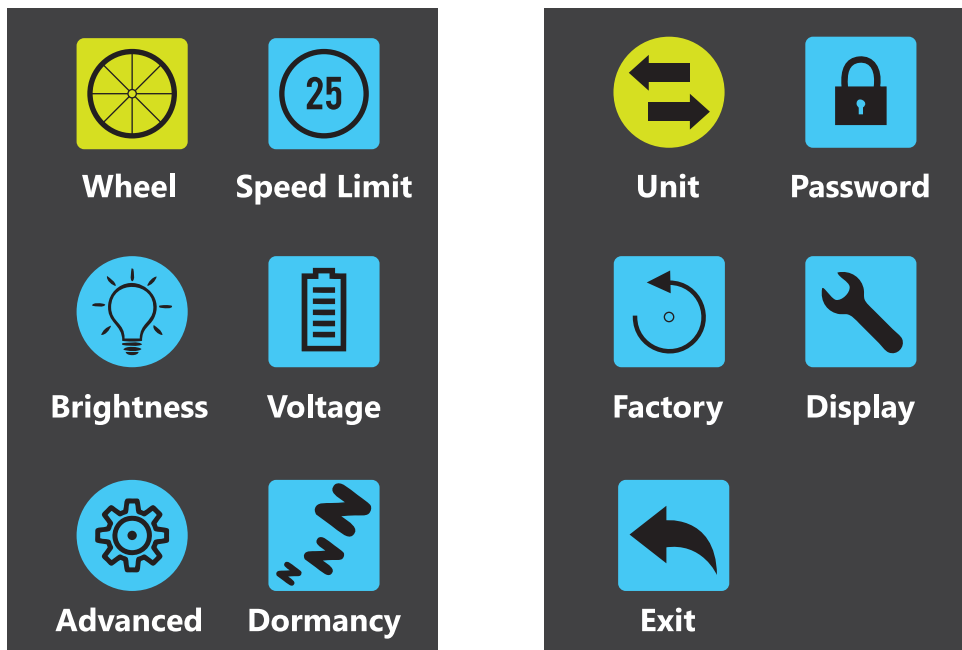 25
Wheel Speed Limit
Brightness Voltage
Advanced Dormancy
Unit Password
Factory Display
Exit